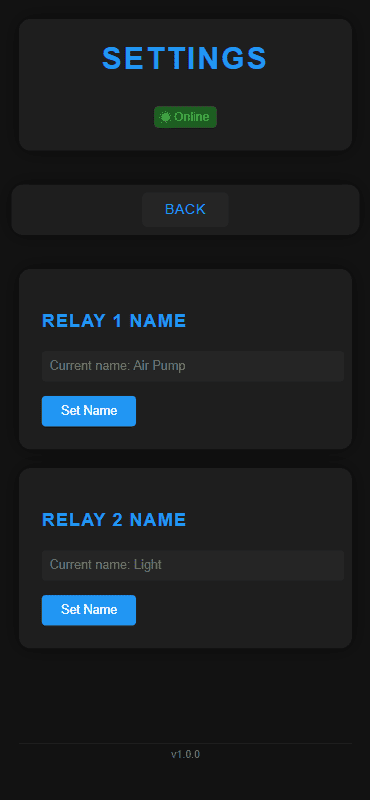 SETTINGS
Online
BACK
RELAY 1 NAME
Current name: Air Pump
Set Name
RELAY 2 NAME
Current name: Light
Set Name
v1.0.0